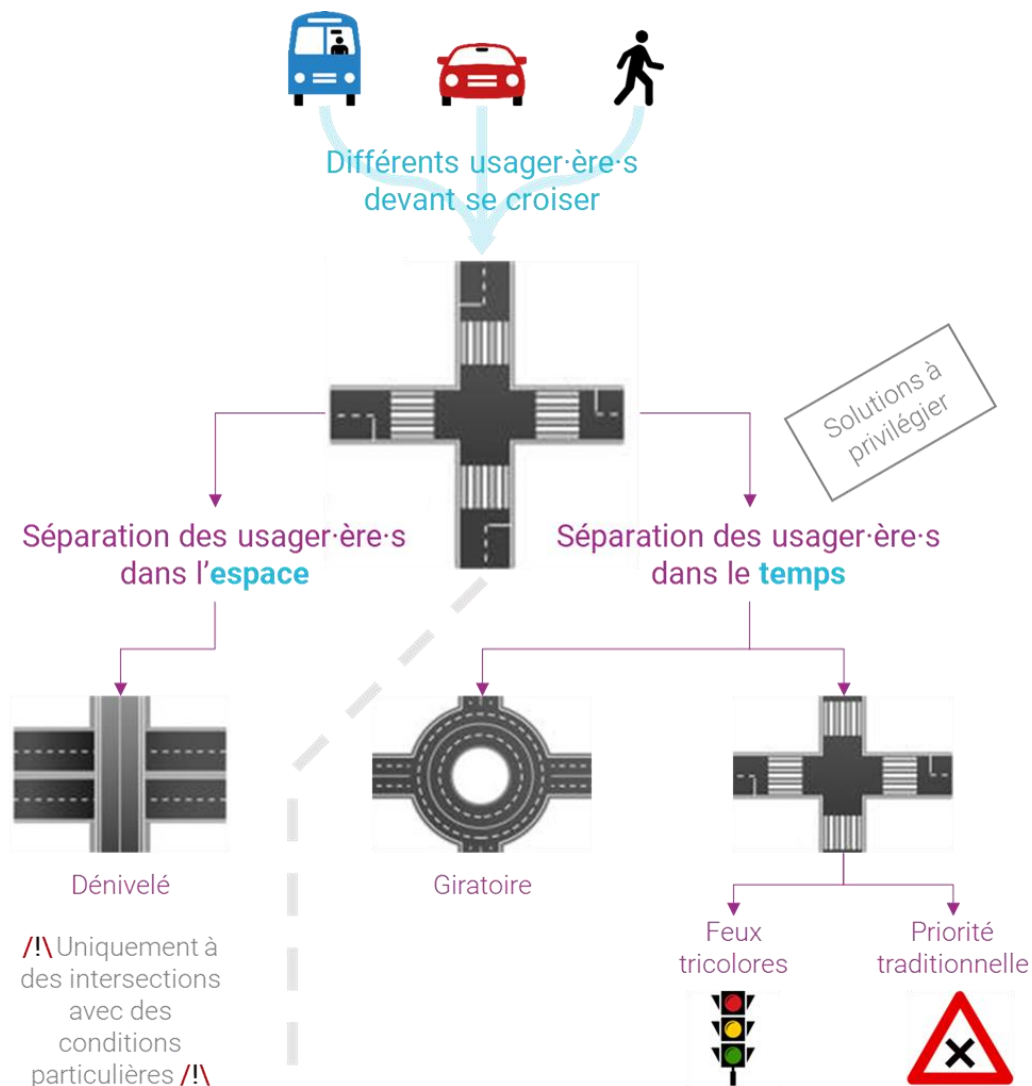 Différents usager·ère·s
devant se croiser
Solutions à
privilégier
Séparation des usager·ère·s
dans l'espace
Séparation des usager·ère·s
dans le temps
Dénivelé
/!\ Uniquement à
des intersections
avec des
conditions
particulières /!\
Giratoire
Feux
tricolores
Priorité
traditionnelle